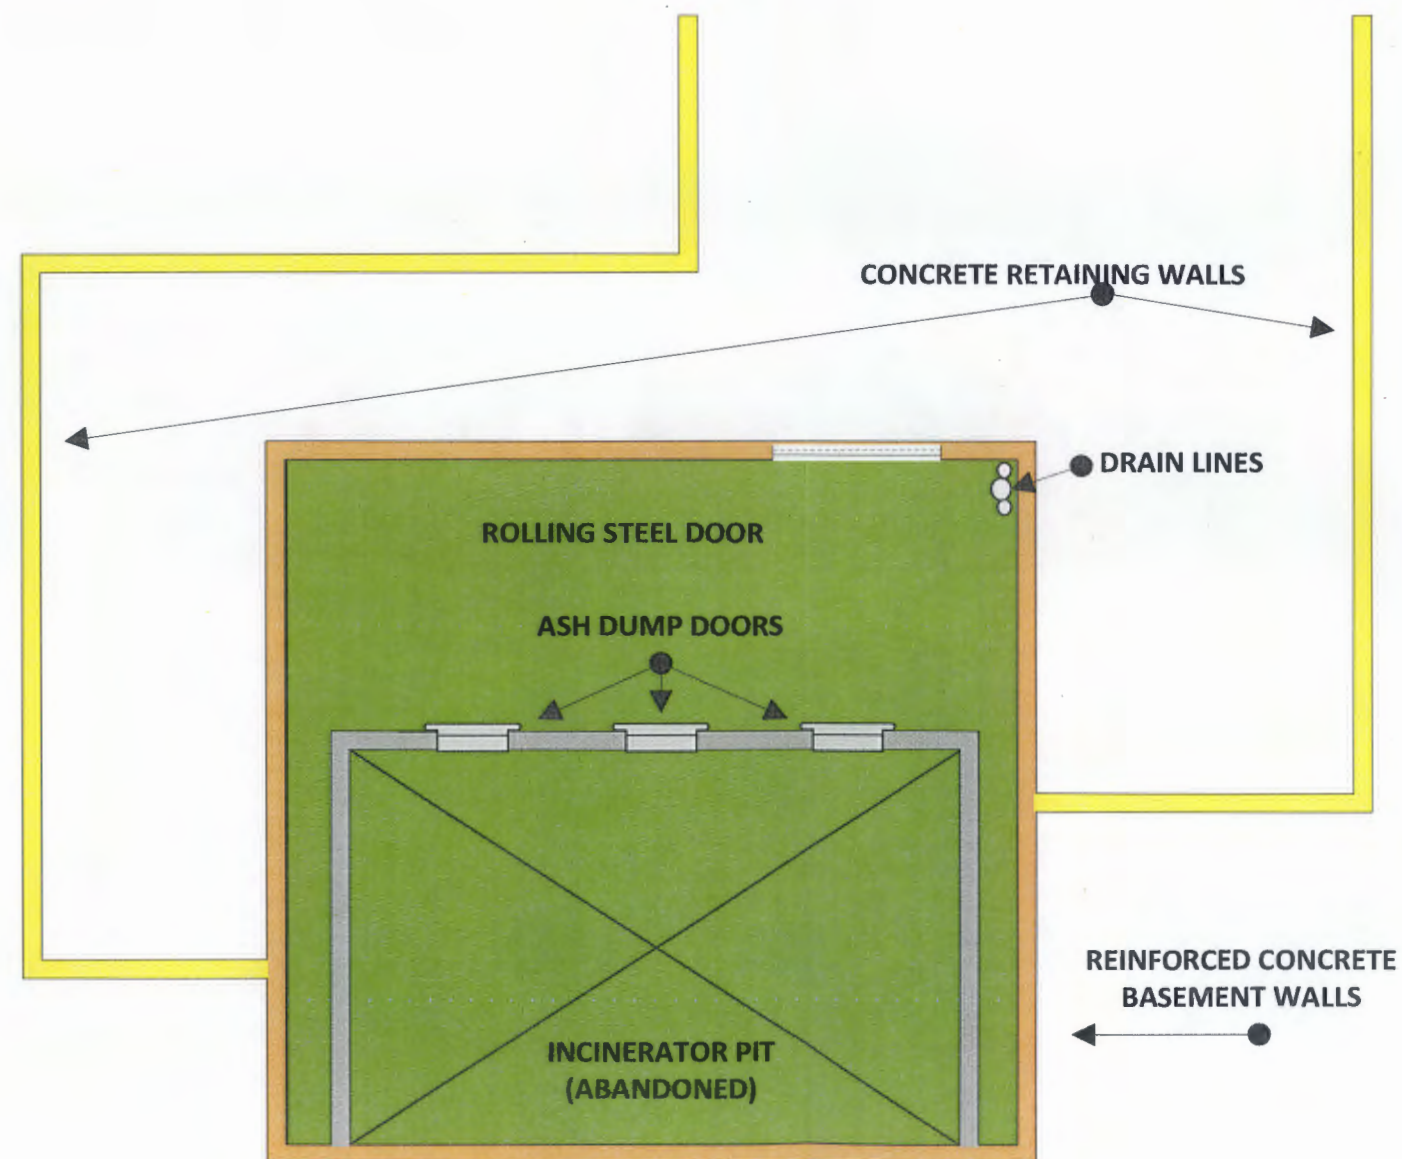 CONCRETE RETAINING WALLS
DRAIN LINES
ROLLING STEEL DOOR
ASH DUMP DOORS
REINFORCED CONCRETE
BASEMENT WALLS
INCINERATOR PIT
(ABANDONED)